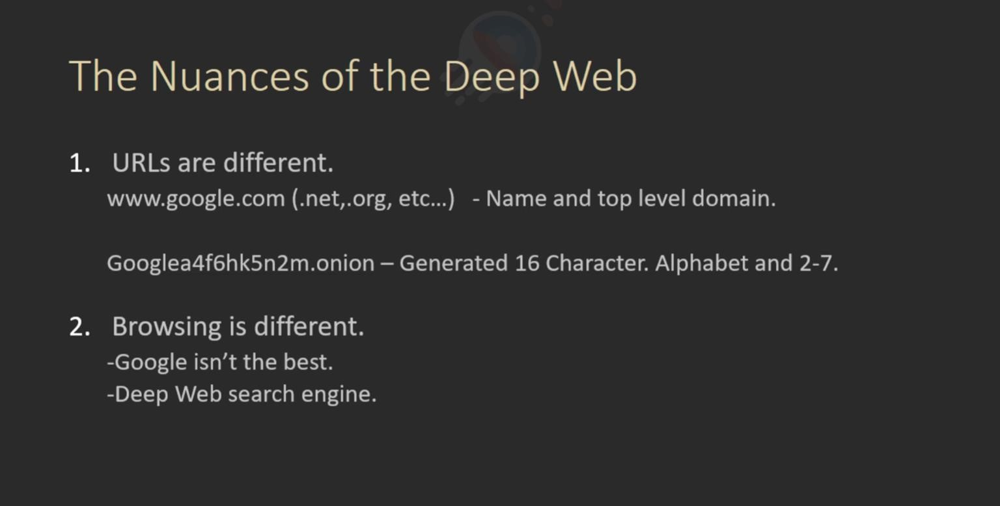 The Nuances of the Deep Web
1. URLs are different.
www.google.com (.net,.org, etc...) - Name and top level domain.
Googlea4f6hk5n2m.onion – Generated 16 Character. Alphabet and 2-7.
2. Browsing is different.
-Google isn’t the best.
-Deep Web search engine.